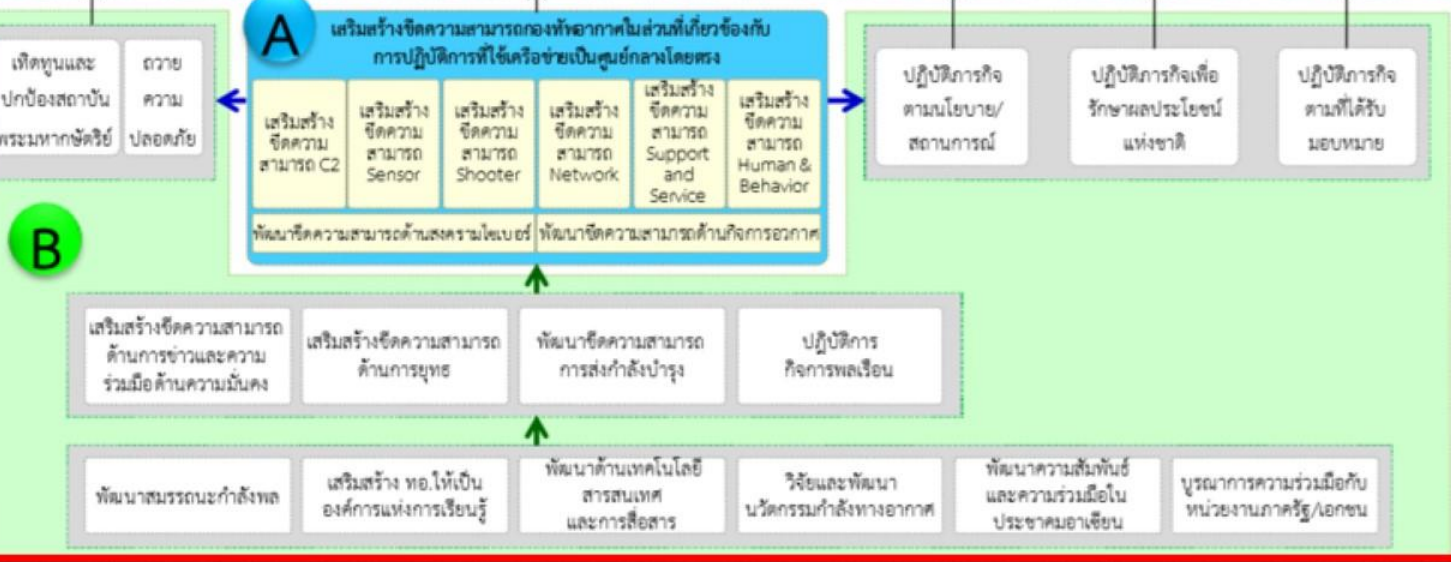 A
เสริมสร้างขีดความสามารถกองทัพอากาศในส่วนที่เกี่ยวข้องกับ
การปฏิบัติการที่ใช้เครือข่ายเป็นศูนย์กลางโดยตรง
เทิดทูนและ
ปกป้องสถาบัน
พระมหากษัตริย์
ถวาย
ความ
ปลอดภัย
เสริมสร้าง
ขีดความ
สามารถ C2
เสริมสร้าง
ขีดความ
สามารถ
Sensor
เสริมสร้าง
ขีดความ
สามารถ
Shooter
เสริมสร้าง
ขีดความ
สามารถ
Network
เสริมสร้าง
ขีดความ
สามารถ
Support
and
Service
เสริมสร้าง
ขีดความ
สามารถ
Human &
Behavior
ปฏิบัติภารกิจ
ตามนโยบาย/
สถานการณ์
ปฏิบัติภารกิจเพื่อ
รักษาผลประโยชน์
แห่งชาติ
ปฏิบัติภารกิจ
ตามที่ได้รับ
มอบหมาย
พัฒนาขีดความสามารถด้านสงครามไซเบอร์
พัฒนาขีดความสามารถด้านกิจการอวกาศ
B
เสริมสร้างขีดความสามารถ
ด้านการข่าวและความ
ร่วมมือด้านความมั่นคง
เสริมสร้างขีดความสามารถ
ด้านการยุทธ
พัฒนาขีดความสามารถ
การส่งกำลังบำรุง
ปฏิบัติการ
กิจการพลเรือน
พัฒนาสมรรถนะกำลังพล
เสริมสร้าง ทอ.ให้เป็น
องค์การแห่งการเรียนรู้
พัฒนาด้านเทคโนโลยี
สารสนเทศ
และการสื่อสาร
วิจัยและพัฒนา
นวัตกรรมกำลังทางอากาศ
พัฒนาความสัมพันธ์
และความร่วมมือใน
ประชาคมอาเซียน
บูรณาการความร่วมมือกับ
หน่วยงานภาครัฐ/เอกชน